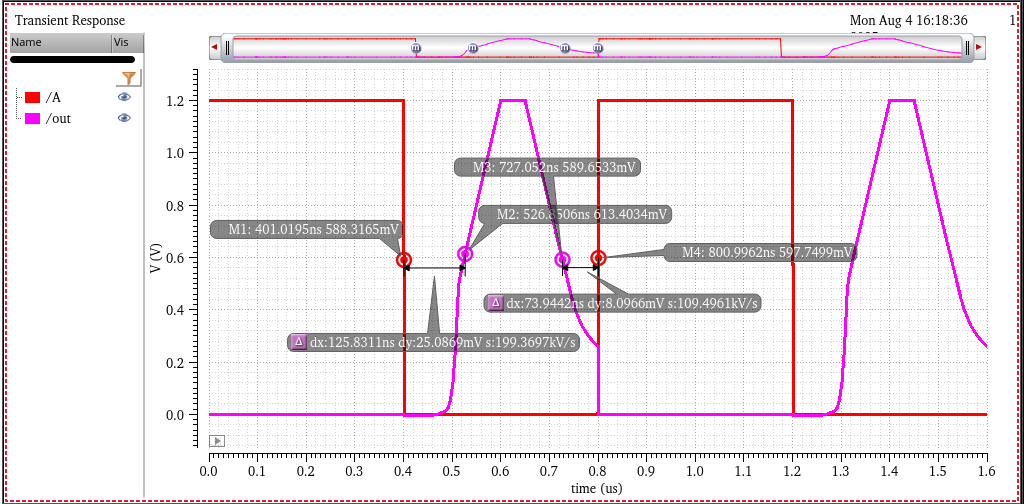 Transient Response
Mon Aug 4 16:18:36
1
Name
Vis
/A
/out
m
m
m
m
1.2
1.0
0.8
0.6
0.4
0.2
0.0
V (V)
M3: 727.052ns 589.6533mV
M2: 526.8506ns 613.4034mV
M1: 401.0195ns 588.3165mV
M4: 800.9962ns 597.7499mV
Δ dx:73.9442ns dy:8.0966mV s:109.4961kV/s
Δ dx:125.8311ns dy:25.0869mV s:199.3697kV/s
0.0 0.1 0.2 0.3 0.4 0.5 0.6 0.7 0.8 0.9 1.0 1.1 1.2 1.3 1.4 1.5 1.6
time (us)